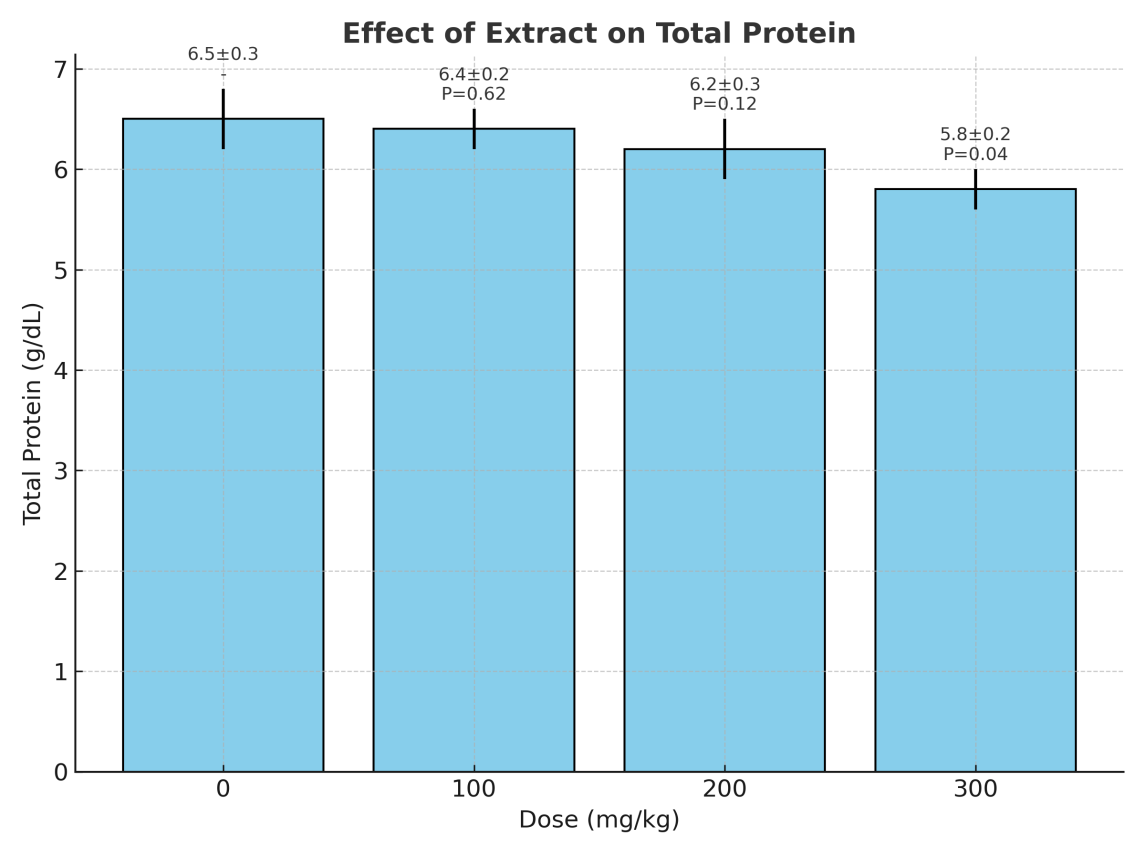 Effect of Extract on Total Protein
6.5±0.3
-
6.4±0.2
P=0.62
6.2±0.3
P=0.12
5.8±0.2
P=0.04
7
6
5
4
3
2
1
0
Total Protein (g/dL)
0 100 200 300
Dose (mg/kg)